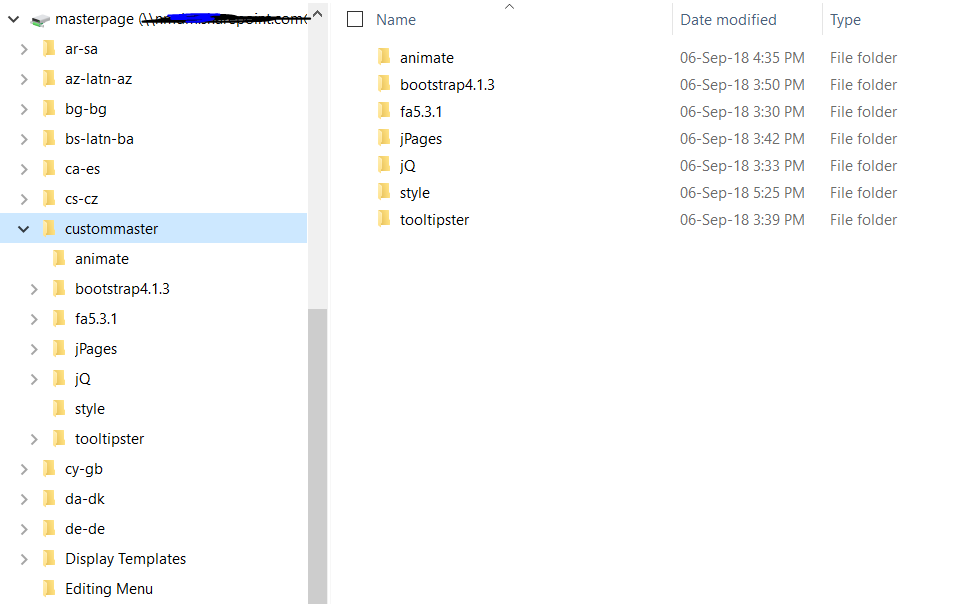 masterpage (\\ sharepoint.com(
ar-sa
az-latn-az
bg-bg
bs-latn-ba
ca-es
cs-cz
custommaster
animate
bootstrap4.1.3
fa5.3.1
jPages
jQ
style
tooltipster
cy-gb
da-dk
de-de
Display Templates
Editing Menu
Name Date modified Type
animate 06-Sep-18 4:35 PM File folder
bootstrap4.1.3 06-Sep-18 3:50 PM File folder
fa5.3.1 06-Sep-18 3:30 PM File folder
jPages 06-Sep-18 3:42 PM File folder
jQ 06-Sep-18 3:33 PM File folder
style 06-Sep-18 5:25 PM File folder
tooltipster 06-Sep-18 3:39 PM File folder